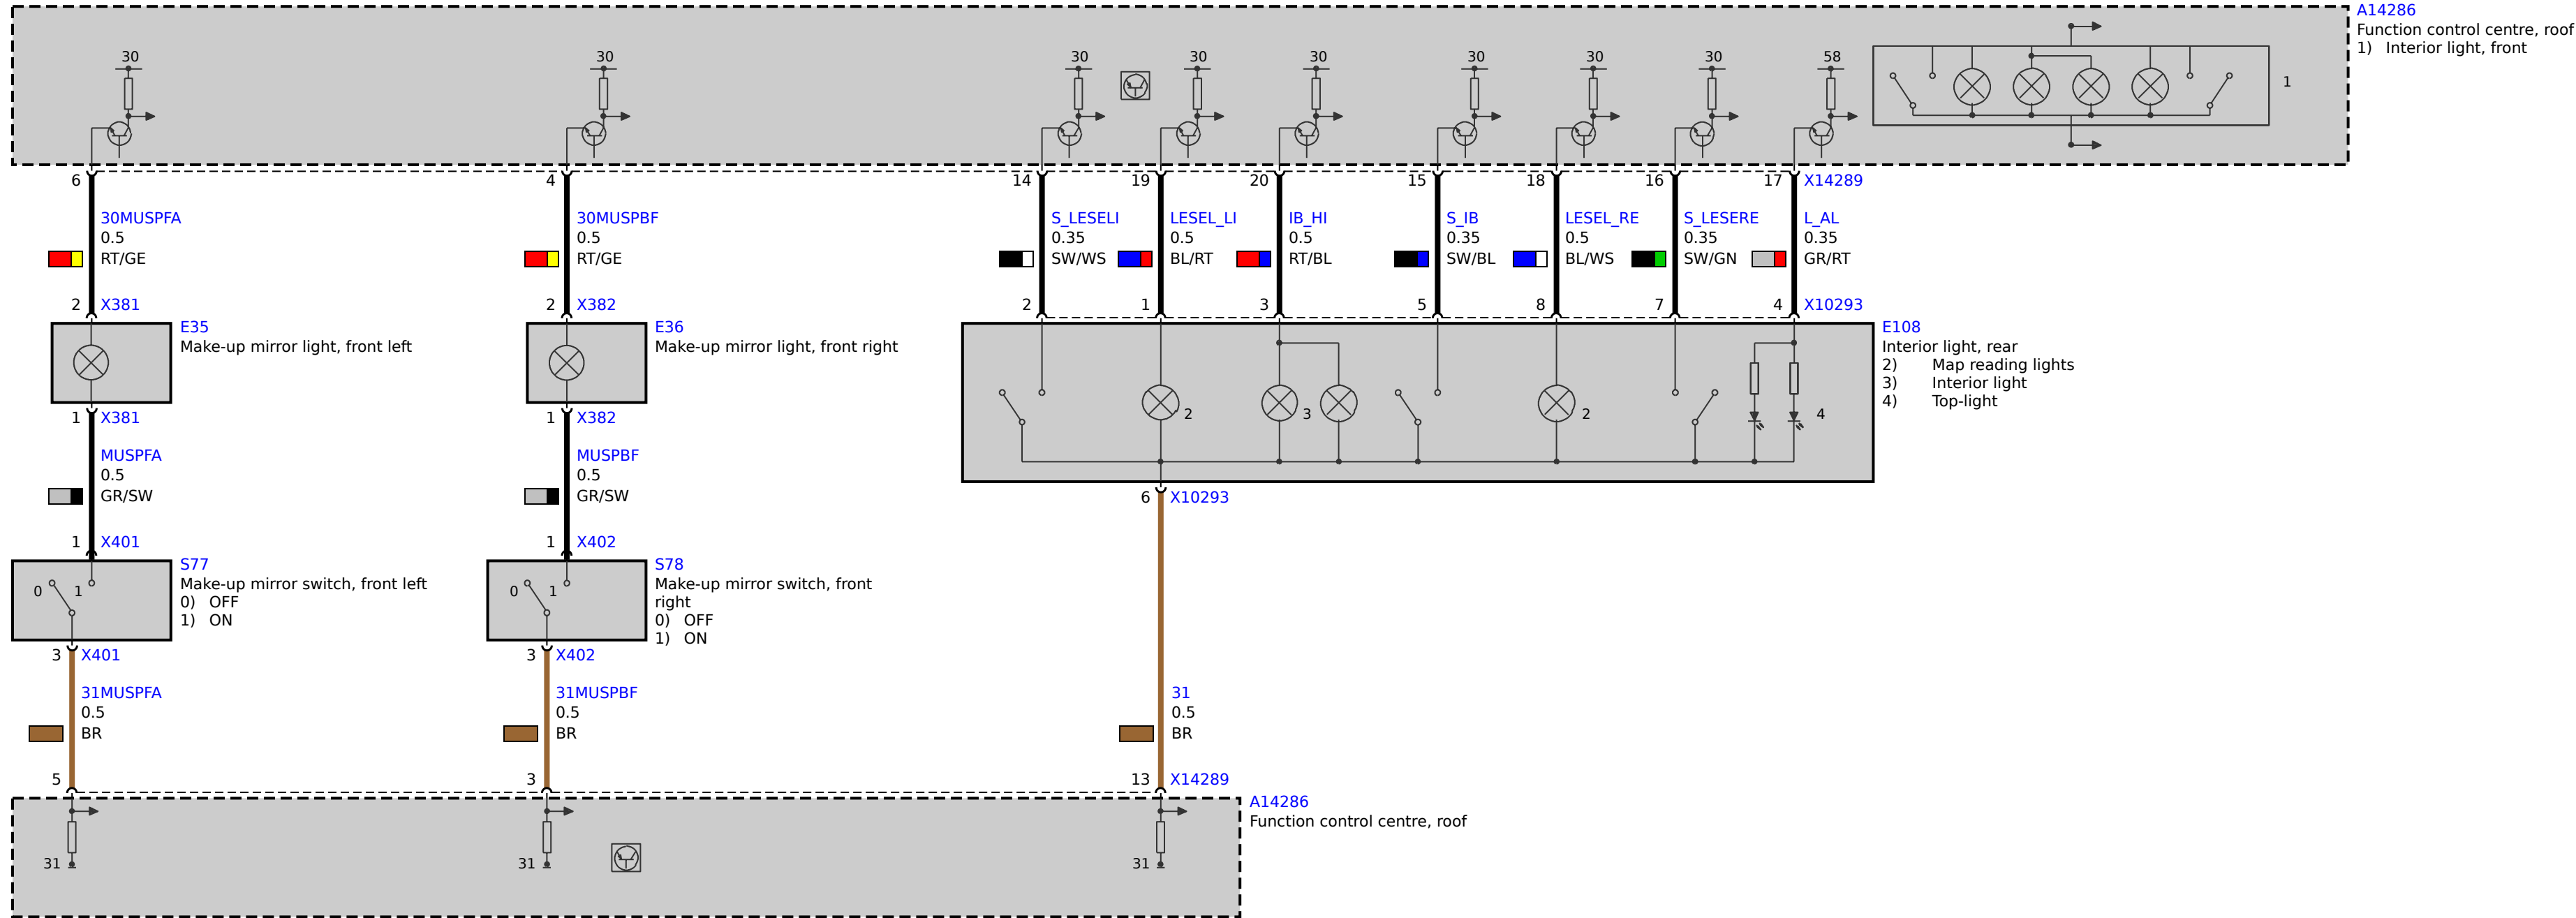 A14286
Function control centre, roof
1) Interior light, front
30 30 30 30 30 30 30 30 58
1
6 4 14 19 20 15 18 16 17 X14289
30MUSPFA 30MUSPBF S_LESELI LESEL_LI IB_HI S_IB LESEL_RE S_LESERE L_AL
0.5 0.5 0.35 0.5 0.5 0.35 0.5 0.35 0.35
RT/GE RT/GE SW/WS BL/RT RT/BL SW/BL BL/WS SW/GN GR/RT
2 X381 2 X382 2 1 3 5 8 7 4 X10293
E35
Make-up mirror light, front left
E36
Make-up mirror light, front right
E108
Interior light, rear
2) Map reading lights
3) Interior light
4) Top-light
2 3 2 4
1 X381 1 X382
MUSPFA MUSPBF
0.5 0.5
GR/SW GR/SW
6 X10293
1 X401 1 X402
S77
Make-up mirror switch, front left
0) OFF
1) ON
0 1
S78
Make-up mirror switch, front
right
0) OFF
1) ON
0 1
3 X401 3 X402
31MUSPFA 31MUSPBF 31
0.5 0.5 0.5
BR BR BR
5 3 13 X14289
A14286
Function control centre, roof
31 31 31